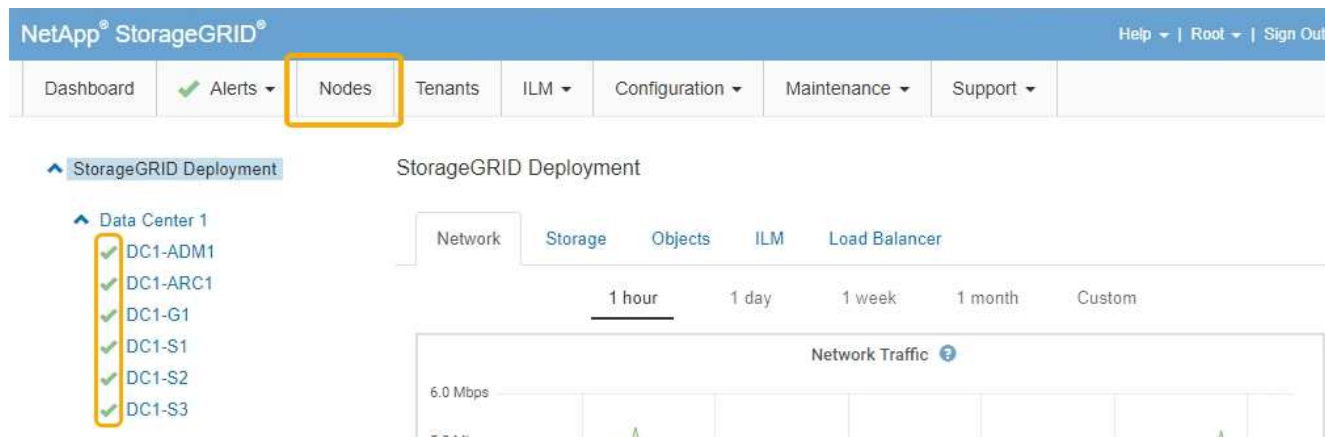 NetApp® StorageGRID® Help | Root | Sign Out
Dashboard Alerts Nodes Tenants ILM Configuration Maintenance Support
StorageGRID Deployment
Data Center 1
DC1-ADM1
DC1-ARC1
DC1-G1
DC1-S1
DC1-S2
DC1-S3
StorageGRID Deployment
Network Storage Objects ILM Load Balancer
1 hour 1 day 1 week 1 month Custom
Network Traffic
6.0 Mbps